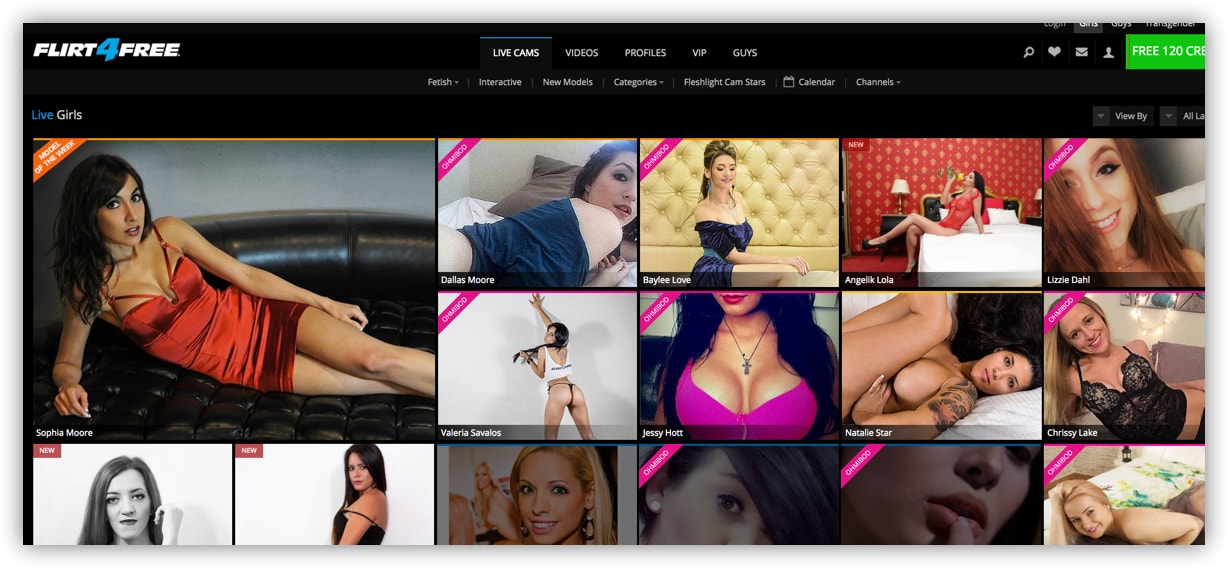 Login Girls Guys Transgender
FLIRT4FREE
LIVE CAMS VIDEOS PROFILES VIP GUYS
FREE 120 CRE
Fetish | Interactive | New Models | Categories | Fleshlight Cam Stars | Calendar | Channels
Live Girls
View By
All La
MODEL
OF THE WEEK
Sophia Moore
OHMIBOD
Dallas Moore
OHMIBOD
Baylee Love
NEW
Angelik Lola
OHMIBOD
Lizzie Dahl
OHMIBOD
FLIRT4FREE
Valeria Savalos
OHMIBOD
Jessy Hott
Natalie Star
OHMIBOD
Chrissy Lake
NEW
NEW
OHMIBOD
OHMIBOD
OHMIBOD